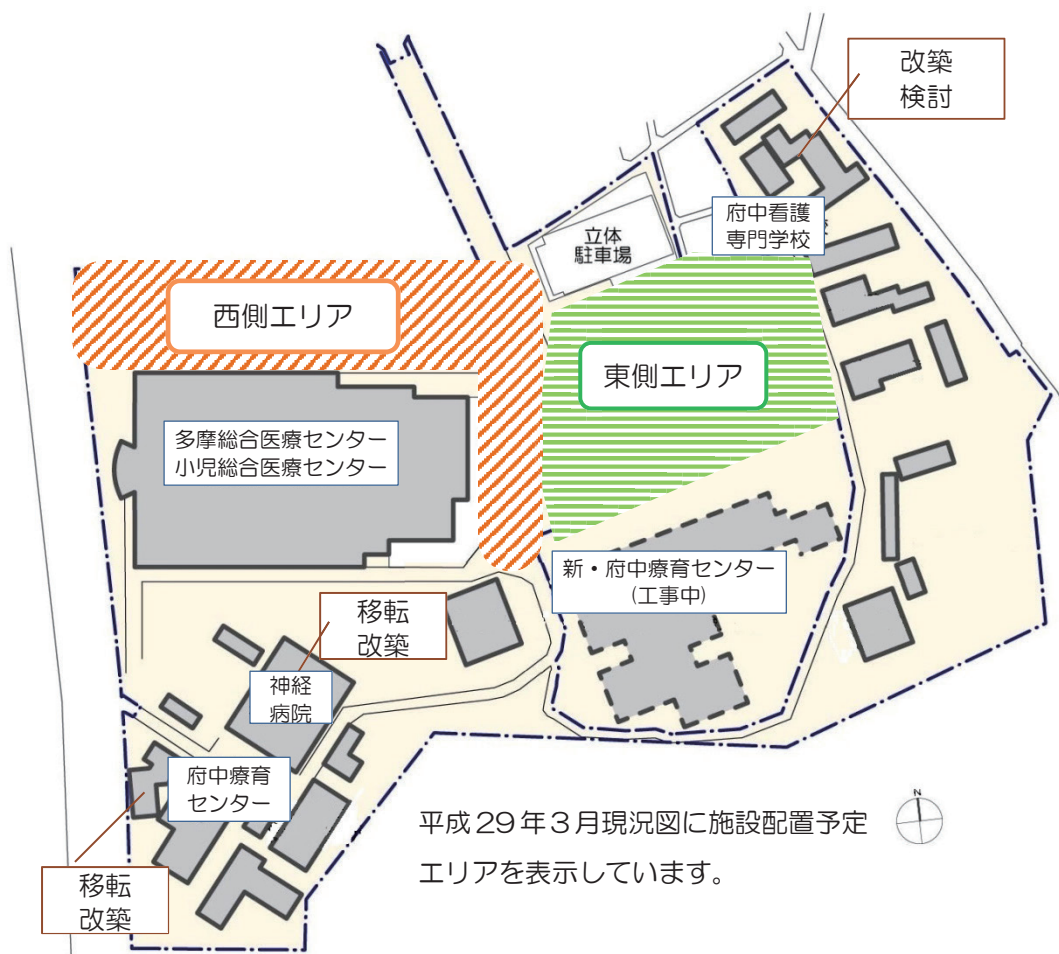 改築
検討
府中看護
専門学校
校
立体
駐車場
西側エリア
東側エリア
多摩総合医療センター
小児総合医療センター
新・府中療育センター
(工事中)
移転
改築
神経
病院
府中療育
センター
移転
改築
N
平成29年3月現況図に施設配置予定
エリアを表示しています。